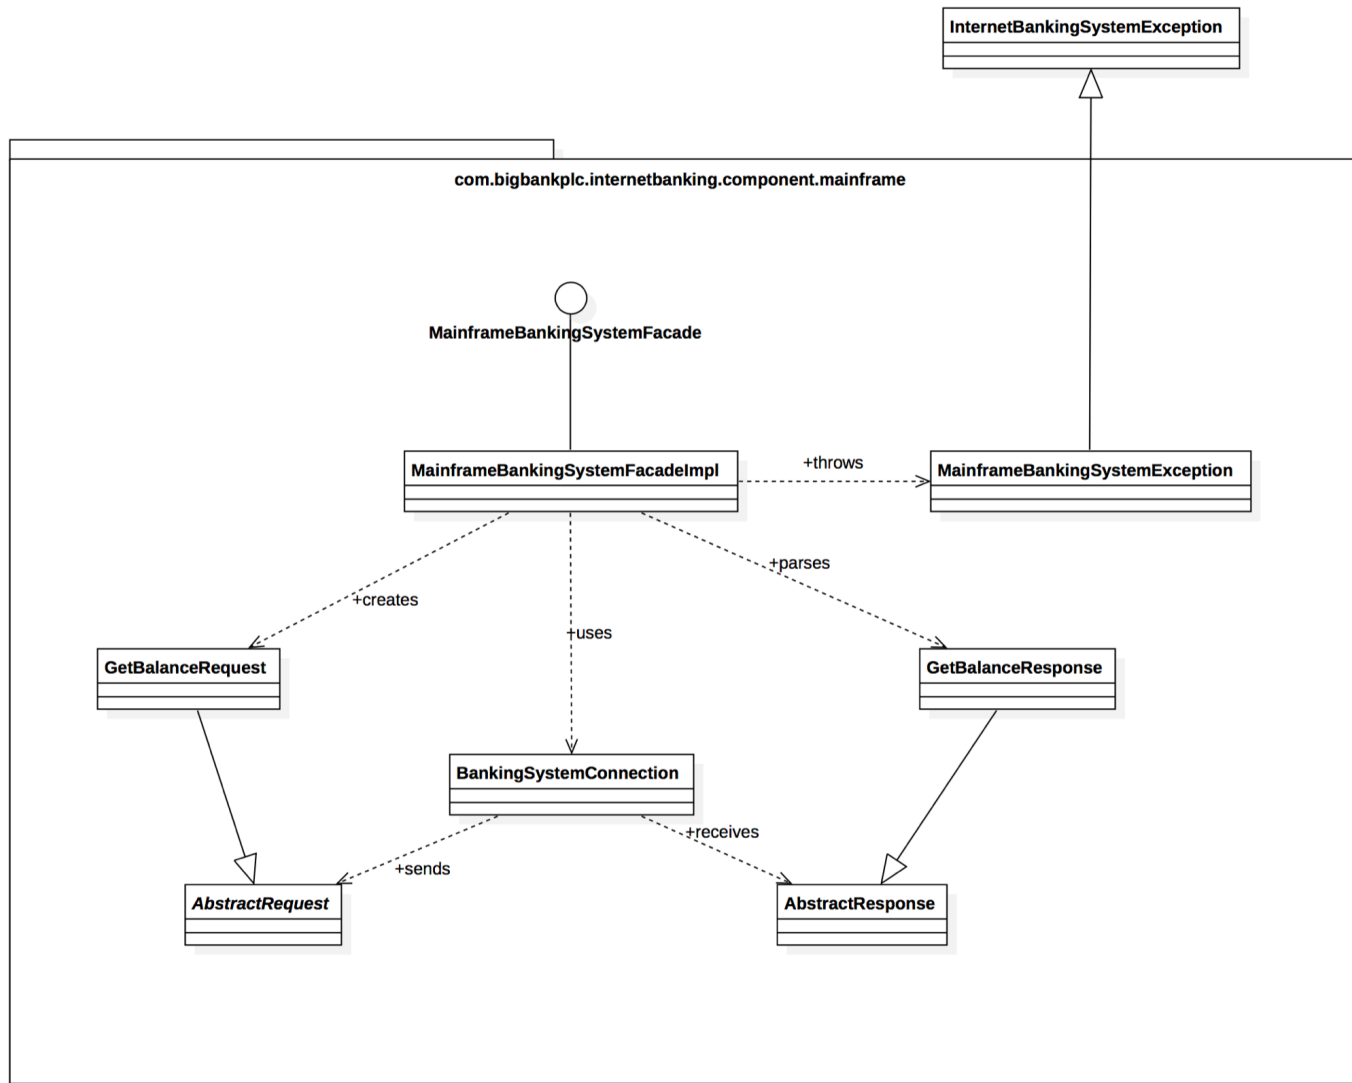 InternetBankingSystemException
com.bigbankplc.internetbanking.component.mainframe
MainframeBankingSystemFacade
MainframeBankingSystemFacadeImpl
+throws
MainframeBankingSystemException
+creates
+uses
+parses
GetBalanceRequest
GetBalanceResponse
BankingSystemConnection
+sends
+receives
AbstractRequest
AbstractResponse